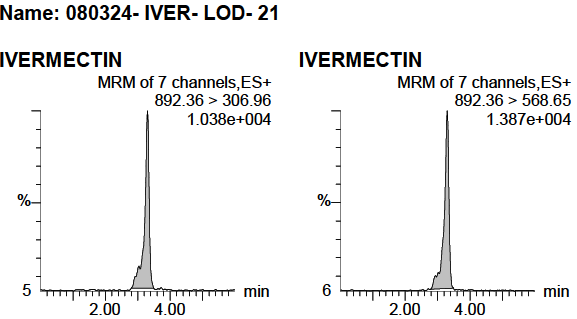 Name: 080324- IVER- LOD- 21
IVERMECTIN
MRM of 7 channels,ES+
892.36 > 306.96
1.038e+004
%
5
2.00 4.00 min
IVERMECTIN
MRM of 7 channels,ES+
892.36 > 568.65
1.387e+004
%
6
2.00 4.00 min